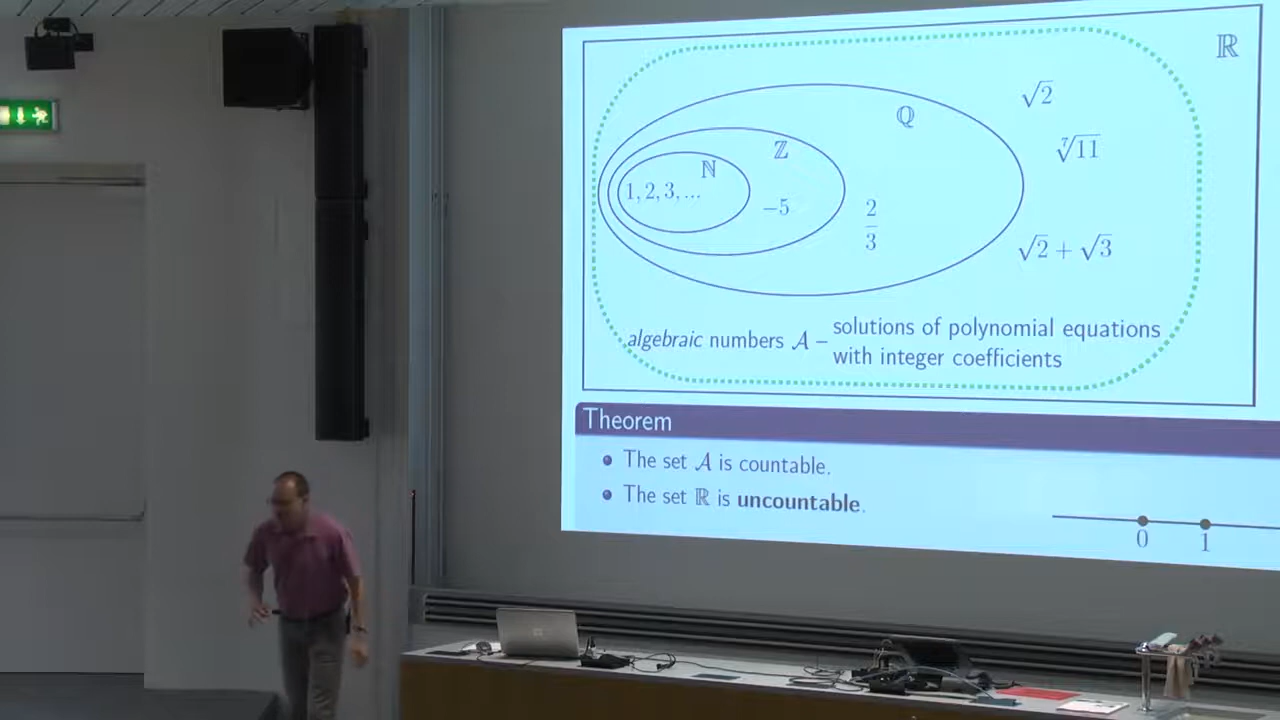 ℝ
√2
ℚ
⁷√11
ℤ
ℕ
1, 2, 3, ...
−5
2
3
√2 + √3
algebraic numbers 𝒜 – solutions of polynomial equations
with integer coefficients
Theorem
• The set 𝒜 is countable.
• The set ℝ is uncountable.
0 1